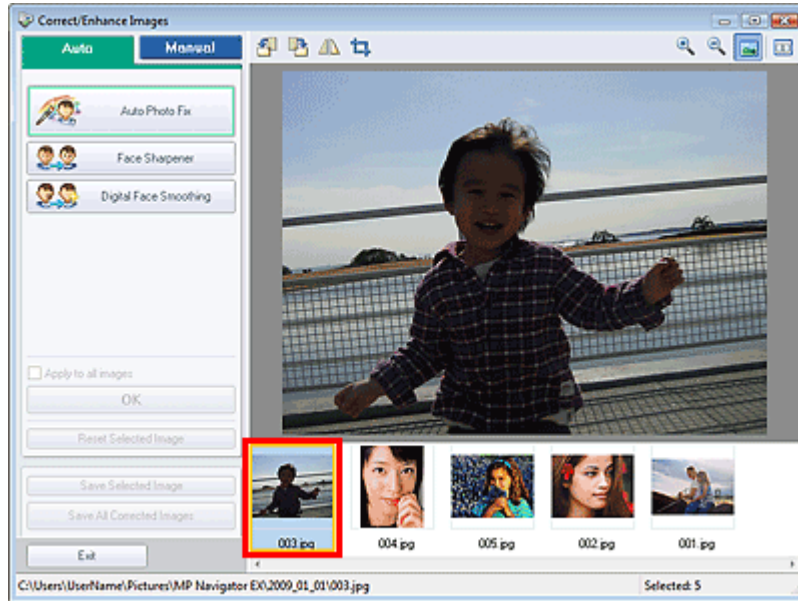 Correct/Enhance Images
Auto
Manual
Auto Photo Fix
Face Sharpener
Digital Face Smoothing
Apply to all images
OK
Reset Selected Image
Save Selected Image
Save All Corrected Images
Exit
003.jpg
004.jpg
005.jpg
002.jpg
001.jpg
C:\Users\UserName\Pictures\MP Navigator EX\2009_01_01\003.jpg
Selected: 5